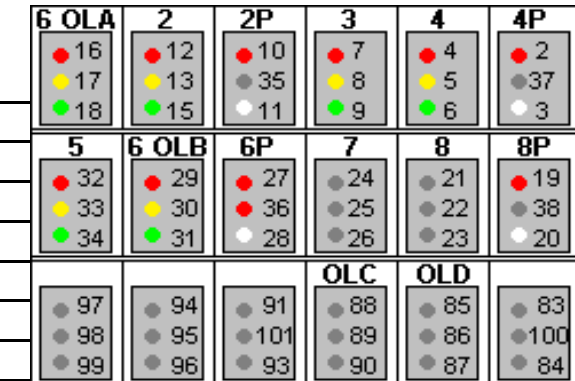 6 OLA 2 2P 3 4 4P
16 12 10 7 4 2
17 13 35 8 5 37
18 15 11 9 6 3
5 6 OLB 6P 7 8 8P
32 29 27 24 21 19
33 30 36 25 22 38
34 31 28 26 23 20
OLC OLD
97 94 91 88 85 83
98 95 101 89 86 100
99 96 93 90 87 84